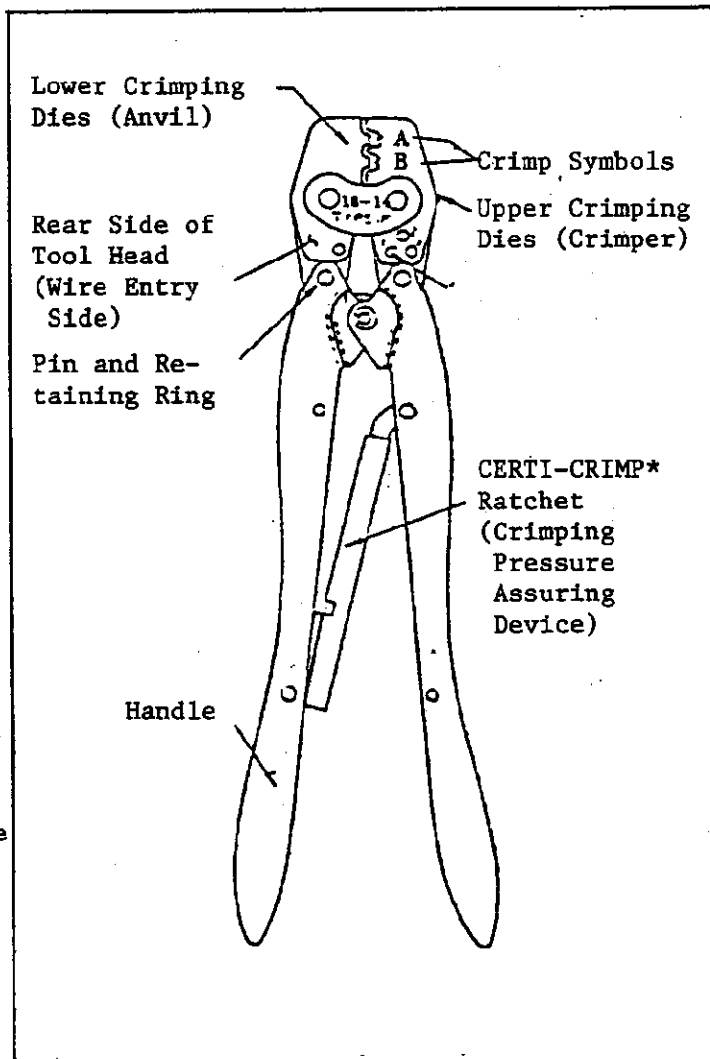 Lower Crimping
Dies (Anvil)
A
B
Crimp Symbols
Upper Crimping
Dies (Crimper)
Rear Side of
Tool Head
(Wire Entry
Side)
Pin and Re-
taining Ring
CERTI-CRIMP*
Ratchet
(Crimping
Pressure
Assuring
Device)
Handle
e